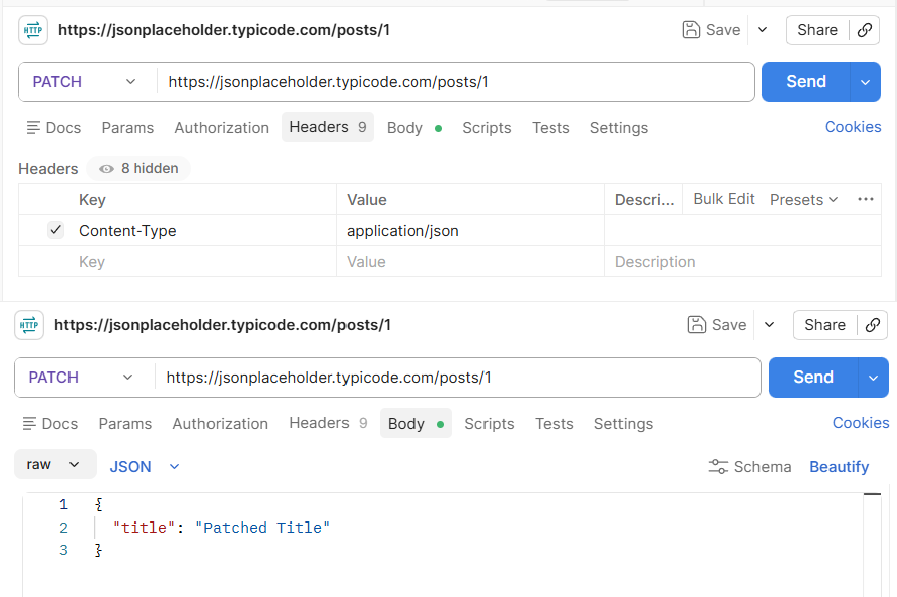 HTTP https://jsonplaceholder.typicode.com/posts/1 Save Share
PATCH https://jsonplaceholder.typicode.com/posts/1 Send
Docs Params Authorization Headers 9 Body Scripts Tests Settings Cookies
Headers 8 hidden
Key Value Descri... Bulk Edit Presets
Content-Type application/json
Key Value Description
HTTP https://jsonplaceholder.typicode.com/posts/1 Save Share
PATCH https://jsonplaceholder.typicode.com/posts/1 Send
Docs Params Authorization Headers 9 Body Scripts Tests Settings Cookies
raw JSON Schema Beautify
1 {
2 "title": "Patched Title"
3 }